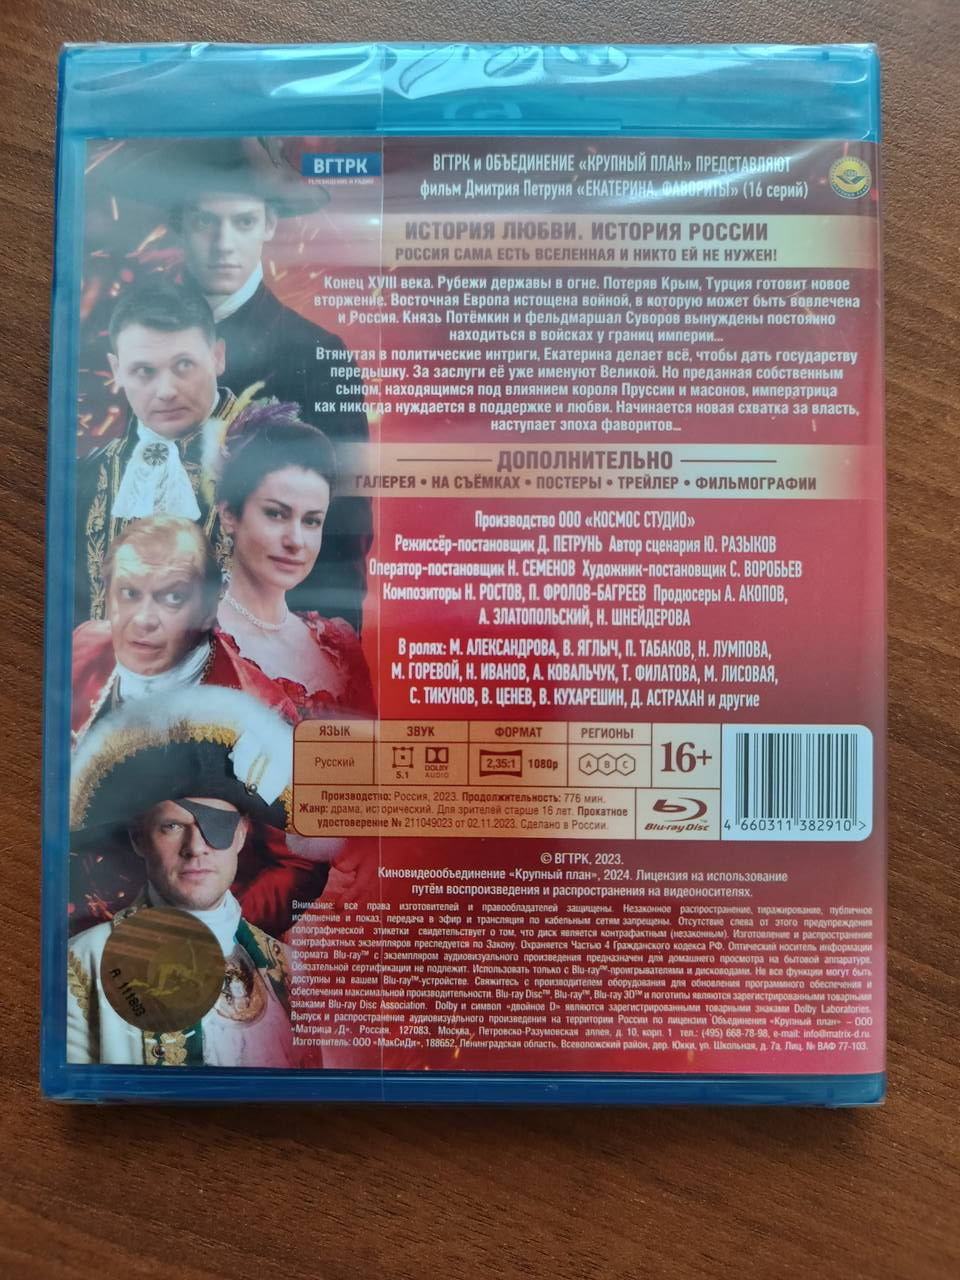 ВГТРК
ТЕЛЕВИДЕНИЕ И РАДИО
ВГТРК и ОБЪЕДИНЕНИЕ «КРУПНЫЙ ПЛАН» ПРЕДСТАВЛЯЮТ
фильм Дмитрия Петруня «ЕКАТЕРИНА. ФАВОРИТЫ» (16 серий)
ИСТОРИЯ ЛЮБВИ. ИСТОРИЯ РОССИИ
РОССИЯ САМА ЕСТЬ ВСЕЛЕННАЯ И НИКТО ЕЙ НЕ НУЖЕН!
Конец XVIII века. Рубежи державы в огне. Потеряв Крым, Турция готовит новое
вторжение. Восточная Европа истощена войной, в которую может быть вовлечена
и Россия. Князь Потёмкин и фельдмаршал Суворов вынуждены постоянно
находиться в войсках у границ империи...
Втянутая в политические интриги, Екатерина делает всё, чтобы дать государству
передышку. За заслуги её уже именуют Великой. Но преданная собственным
сыном, находящимся под влиянием короля Пруссии и масонов, императрица
как никогда нуждается в поддержке и любви. Начинается новая схватка за власть,
наступает эпоха фаворитов...
ДОПОЛНИТЕЛЬНО
ГАЛЕРЕЯ • НА СЪЁМКАХ • ПОСТЕРЫ • ТРЕЙЛЕР • ФИЛЬМОГРАФИИ
Производство ООО «КОСМОС СТУДИО»
Режиссёр-постановщик Д. ПЕТРУНЬ Автор сценария Ю. РАЗЫКОВ
Оператор-постановщик Н. СЕМЕНОВ Художник-постановщик С. ВОРОБЬЕВ
Композиторы Н. РОСТОВ, П. ФРОЛОВ-БАГРЕЕВ Продюсеры А. АКОПОВ,
А. ЗЛАТОПОЛЬСКИЙ, Н. ШНЕЙДЕРОВА
В ролях: М. АЛЕКСАНДРОВА, В. ЯГЛЫЧ, П. ТАБАКОВ, Н. ЛУМПОВА,
М. ГОРЕВОЙ, Н. ИВАНОВ, А. КОВАЛЬЧУК, Т. ФИЛАТОВА, М. ЛИСОВАЯ,
С. ТИКУНОВ, В. ЦЕНЕВ, В. КУХАРЕШИН, Д. АСТРАХАН и другие
ЯЗЫК ЗВУК ФОРМАТ РЕГИОНЫ
Русский 5.1 DOLBY AUDIO 2,35:1 1080p A B C 16+
Производство: Россия, 2023. Продолжительность: 776 мин.
Жанр: драма, исторический. Для зрителей старше 16 лет. Прокатное
удостоверение № 211049023 от 02.11.2023. Сделано в России.
Blu-ray Disc™
4 660311 382910 >
© ВГТРК, 2023.
Киновидеообъединение «Крупный план», 2024. Лицензия на использование
путём воспроизведения и распространения на видеоносителях.
Внимание: все права изготовителей и правообладателей защищены. Незаконное распространение, тиражирование, публичное
исполнение и показ, передача в эфир и трансляция по кабельным сетям запрещены. Отсутствие слева от этого предупреждения
голографической этикетки свидетельствует о том, что диск является контрафактным (незаконным). Изготовление и распространение
контрафактных экземпляров преследуется по Закону. Охраняется Частью 4 Гражданского кодекса РФ. Оптический носитель информации
формата Blu-ray™ с экземпляром аудиовизуального произведения предназначен для домашнего просмотра на бытовой аппаратуре.
Обязательной сертификации не подлежит. Использовать только с Blu-ray™-проигрывателями и дисководами. Не все функции могут быть
доступны на вашем Blu-ray™-устройстве. Свяжитесь с производителем оборудования для обновления программного обеспечения и
обеспечения максимальной производительности. Blu-ray Disc™, Blu-ray™, Blu-ray 3D™ и логотипы являются зарегистрированными товарными
знаками Blu-ray Disc Association. Dolby и символ «двойное D» являются зарегистрированными товарными знаками Dolby Laboratories.
Выпуск и распространение аудиовизуального произведения на территории России по лицензии Объединения «Крупный план» – ООО
«Матрица Д». Россия, 127083, Москва, Петровско-Разумовская аллея, д. 10, корп. 1 тел.: (495) 668-78-98, e-mail: info@matrix-d.ru.
Изготовитель: ООО «МакСиДи», 188652, Ленинградская область, Всеволожский район, дер. Юкки, ул. Школьная, д. 7а. Лиц. № ВАФ 77-103.